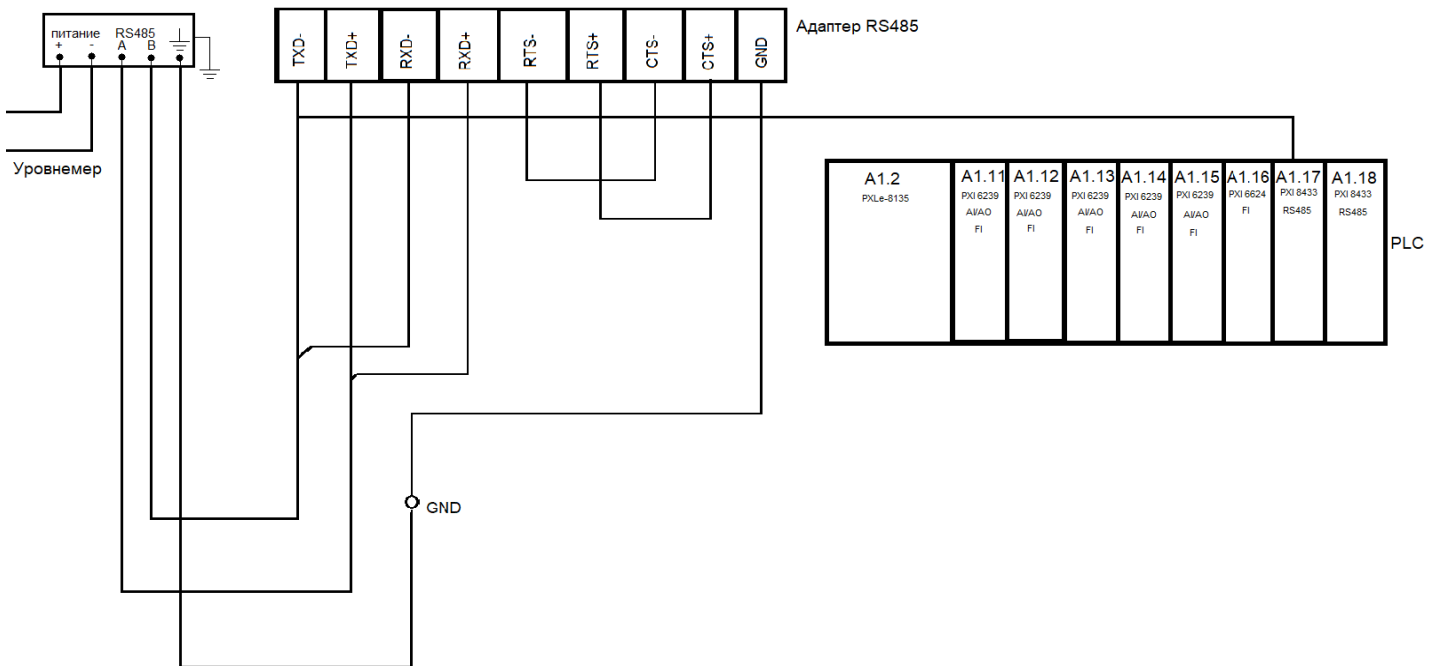 питание RS485
+ - A B
Уровнемер
TXD-
TXD+
RXD-
RXD+
RTS-
RTS+
CTS-
CTS+
GND
Адаптер RS485
A1.2
PXLe-8135
A1.11
PXI 6239
AI/AO
FI
A1.12
PXI 6239
AI/AO
FI
A1.13
PXI 6239
AI/AO
FI
A1.14
PXI 6239
AI/AO
FI
A1.15
PXI 6239
AI/AO
FI
A1.16
PXI 6624
FI
A1.17
PXI 8433
RS485
A1.18
PXI 8433
RS485
PLC
GND